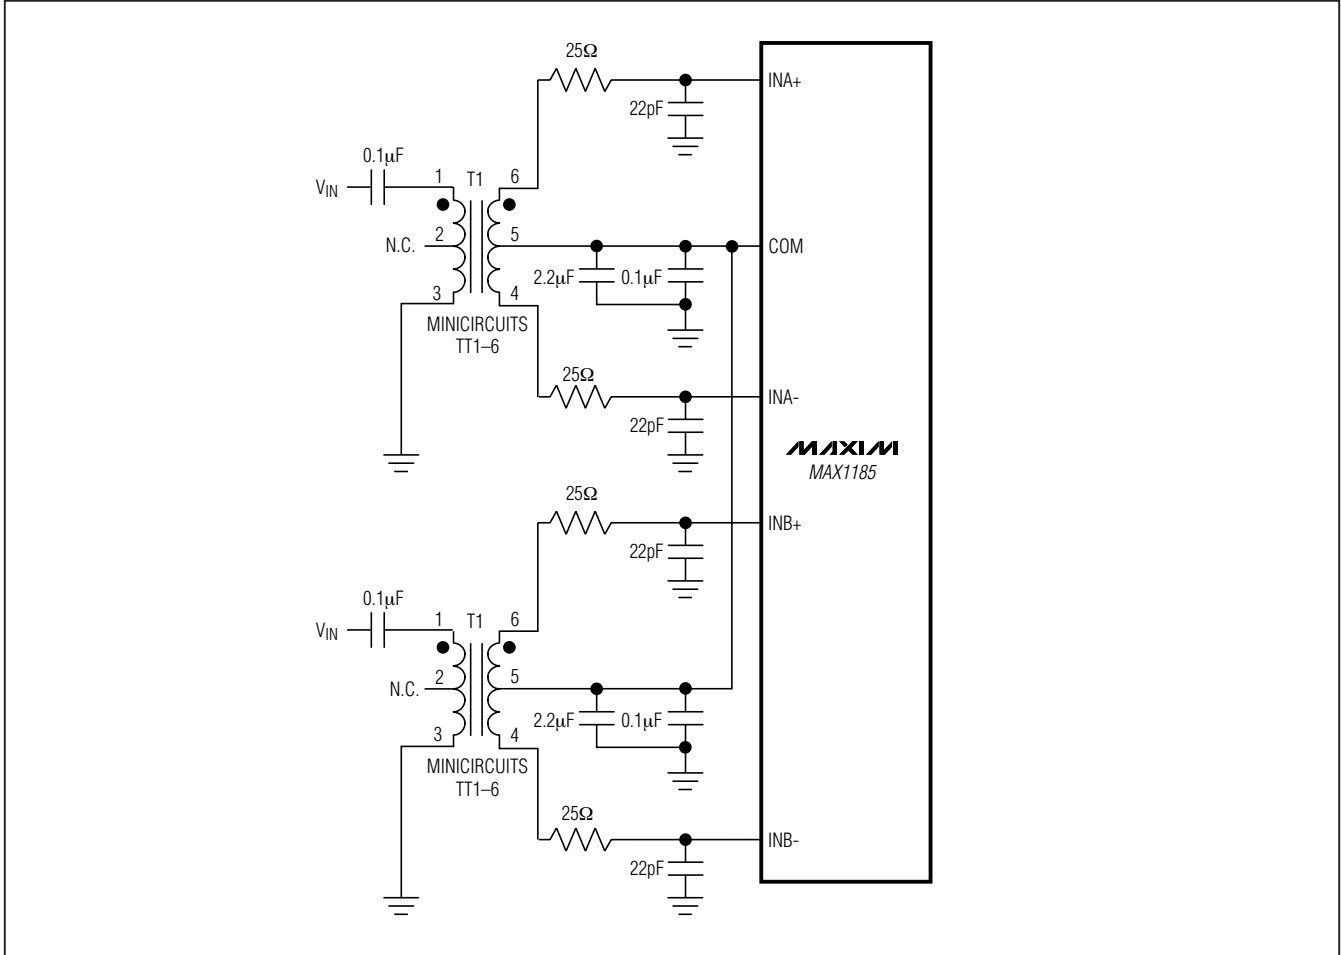 25Ω
INA+
22pF
0.1µF
1 T1 6
VIN
N.C. 2 5
COM
2.2µF 0.1µF
3 4
MINICIRCUITS
TT1–6
25Ω
INA-
22pF
MAXIM
MAX1185
25Ω
INB+
22pF
0.1µF
1 T1 6
VIN
N.C. 2 5
2.2µF 0.1µF
3 4
MINICIRCUITS
TT1–6
25Ω
INB-
22pF